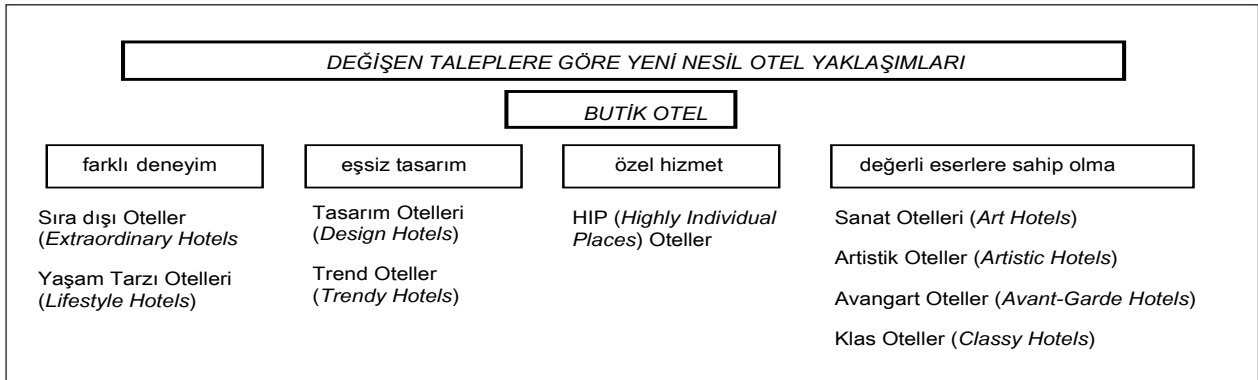 DEĞİŞEN TALEPLERE GÖRE YENİ NESİL OTEL YAKLAŞIMLARI
BUTİK OTEL
farklı deneyim
Sıra dışı Oteller
(Extraordinary Hotels
Yaşam Tarzı Otelleri
(Lifestyle Hotels)
eşsiz tasarım
Tasarım Otelleri
(Design Hotels)
Trend Oteller
(Trendy Hotels)
özel hizmet
HIP (Highly Individual
Places) Oteller
değerli eserlere sahip olma
Sanat Otelleri (Art Hotels)
Artistik Oteller (Artistic Hotels)
Avangart Oteller (Avant-Garde Hotels)
Klas Oteller (Classy Hotels)